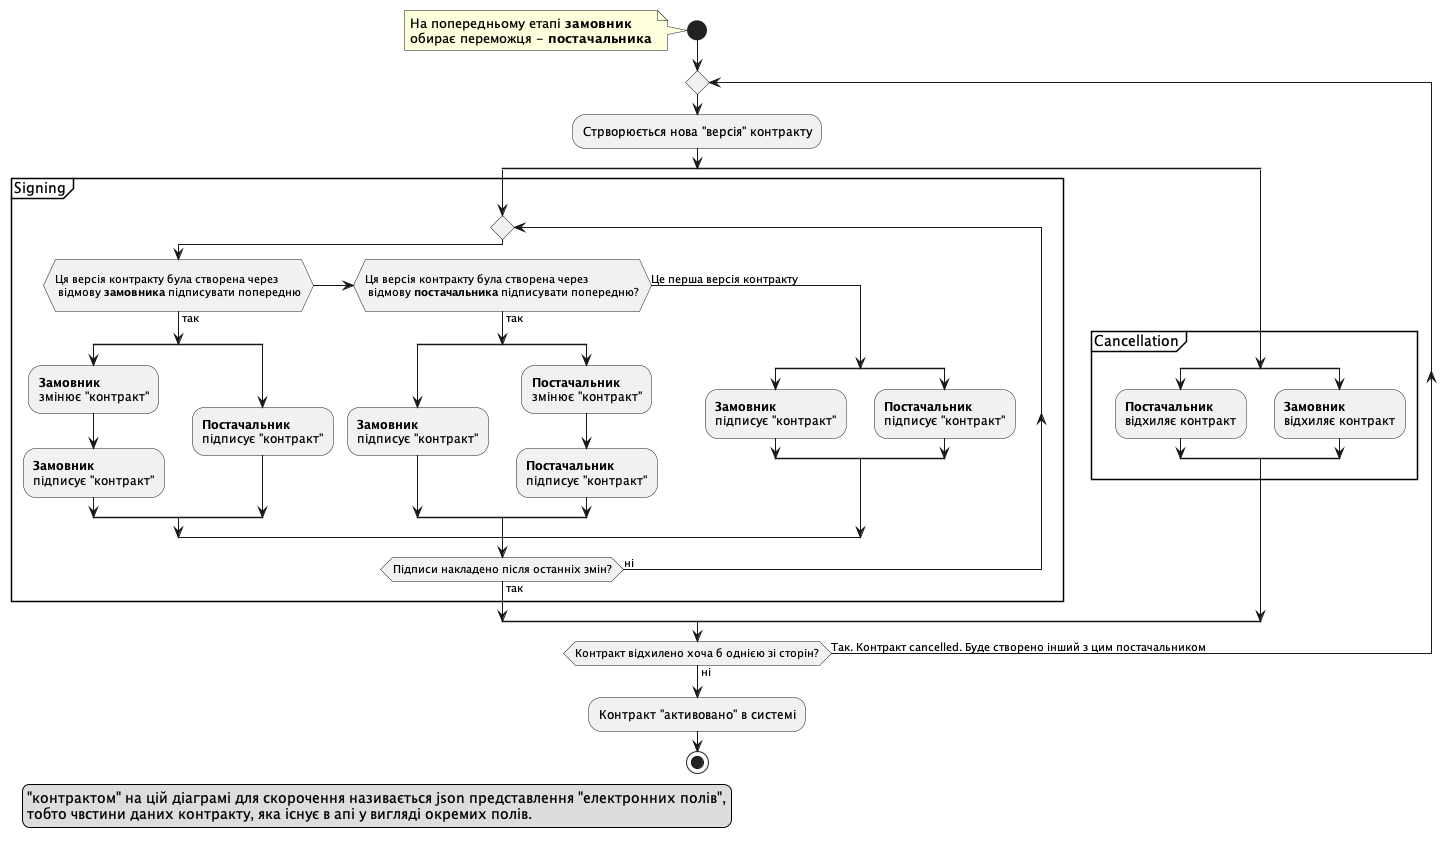 На попередньому етапі замовник
обирає переможця – постачальника
Стрворюється нова "версія" контракту
Signing
Ця версія контракту була створена через
відмову замовника підписувати попередню
Ця версія контракту була створена через
відмову постачальника підписувати попередню?
Це перша версія контракту
так
так
Замовник
змінює "контракт"
Постачальник
підписує "контракт"
Замовник
підписує "контракт"
Замовник
підписує "контракт"
Постачальник
змінює "контракт"
Постачальник
підписує "контракт"
Замовник
підписує "контракт"
Постачальник
підписує "контракт"
Cancellation
Постачальник
відхиляє контракт
Замовник
відхиляє контракт
Підписи накладено після останніх змін?
ні
так
Контракт відхилено хоча б однією зі сторін?
Так. Контракт cancelled. Буде створено інший з цим постачальником
ні
Контракт "активовано" в системі
"контрактом" на цій діаграмі для скорочення називається json представлення "електронних полів",
тобто чвстини даних контракту, яка існує в апі у вигляді окремих полів.